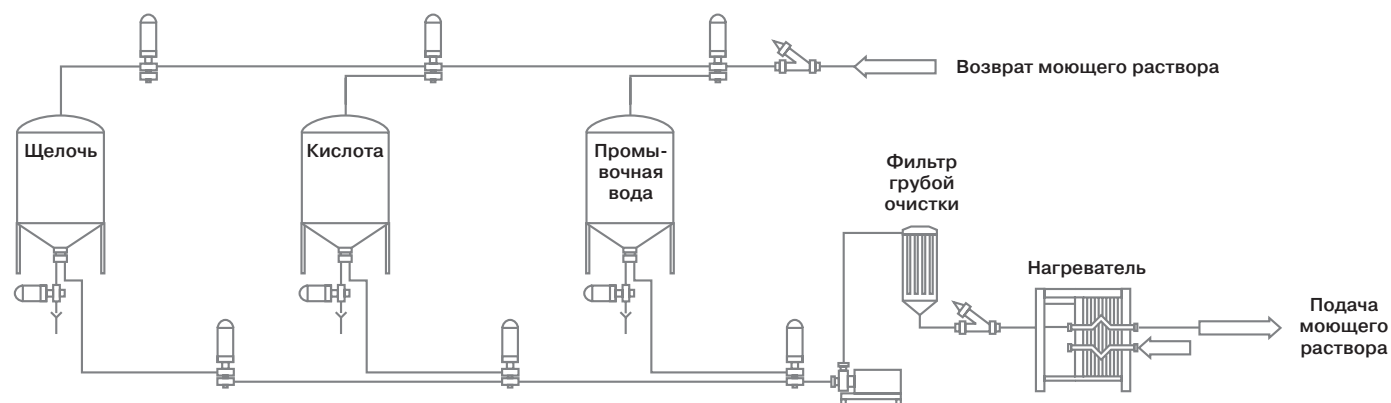 Возврат моющего раствора
Щелочь
Кислота
Промы-
вочная
вода
Фильтр
грубой
очистки
Нагреватель
Подача
моющего
раствора